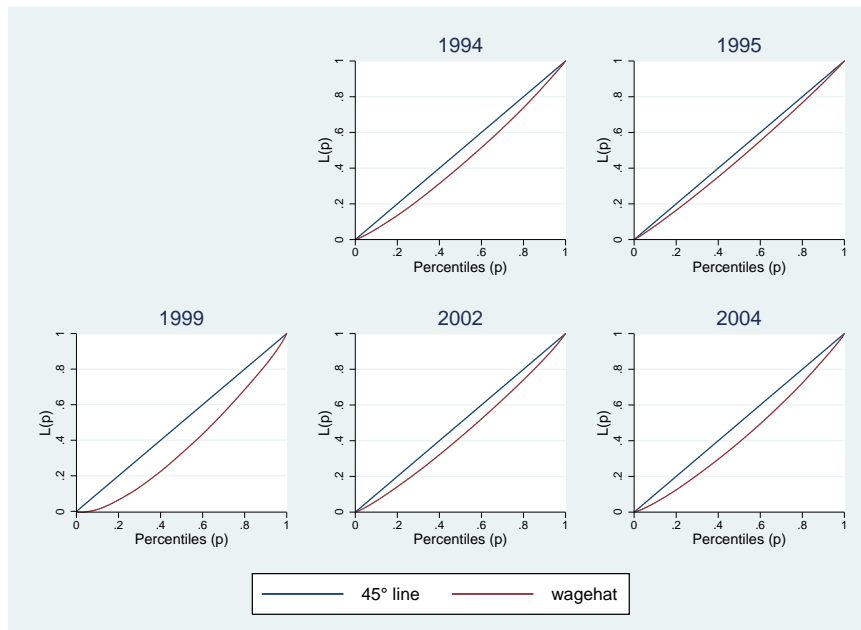 1994
1995
L(p)
0 .2 .4 .6 .8 1
0 .2 .4 .6 .8 1
Percentiles (p)
L(p)
0 .2 .4 .6 .8 1
0 .2 .4 .6 .8 1
Percentiles (p)
1999
2002
2004
L(p)
0 .2 .4 .6 .8 1
0 .2 .4 .6 .8 1
Percentiles (p)
L(p)
0 .2 .4 .6 .8 1
0 .2 .4 .6 .8 1
Percentiles (p)
L(p)
0 .2 .4 .6 .8 1
0 .2 .4 .6 .8 1
Percentiles (p)
45° line
wagehat